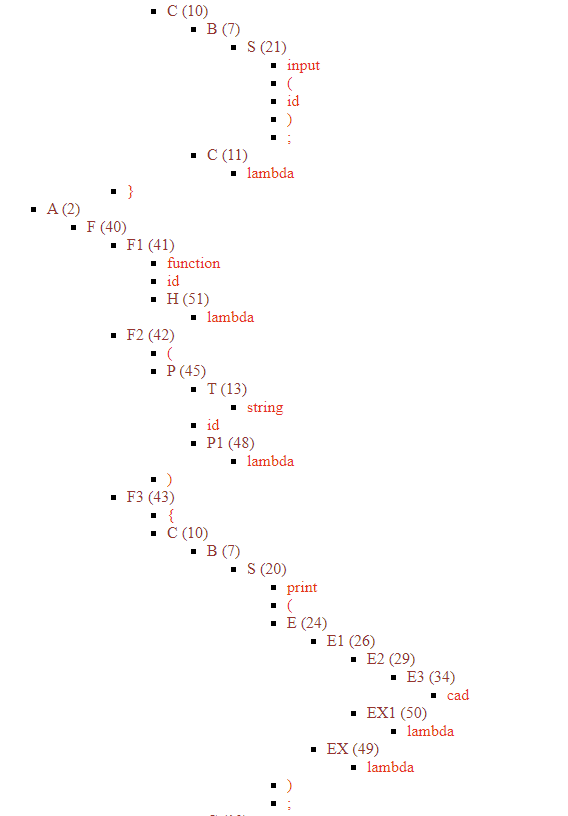 C (10)
B (7)
S (21)
input
(
id
)
;
C (11)
lambda
}
A (2)
F (40)
F1 (41)
function
id
H (51)
lambda
F2 (42)
(
P (45)
T (13)
string
id
P1 (48)
lambda
)
F3 (43)
{
C (10)
B (7)
S (20)
print
(
E (24)
E1 (26)
E2 (29)
E3 (34)
cad
EX1 (50)
lambda
EX (49)
lambda
)
;